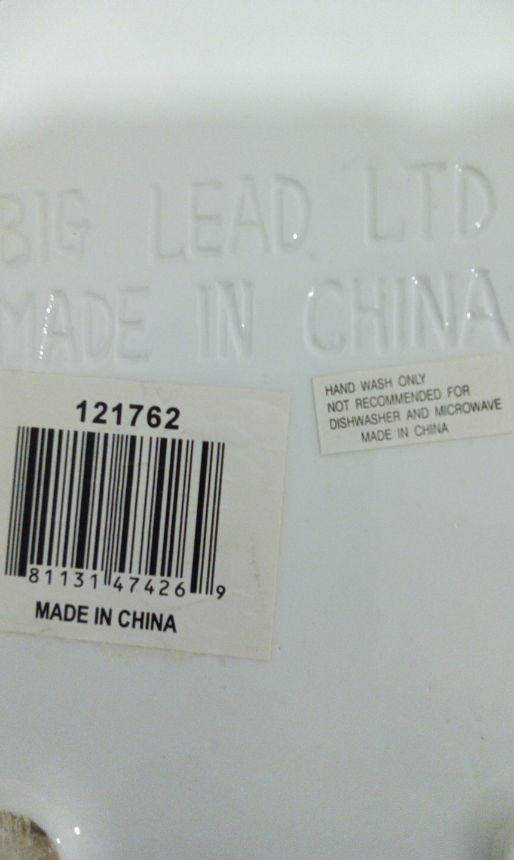 BIG LEAD LTD
MADE IN CHINA
121762
81131 47426 9
MADE IN CHINA
HAND WASH ONLY
NOT RECOMMENDED FOR
DISHWASHER AND MICROWAVE
MADE IN CHINA